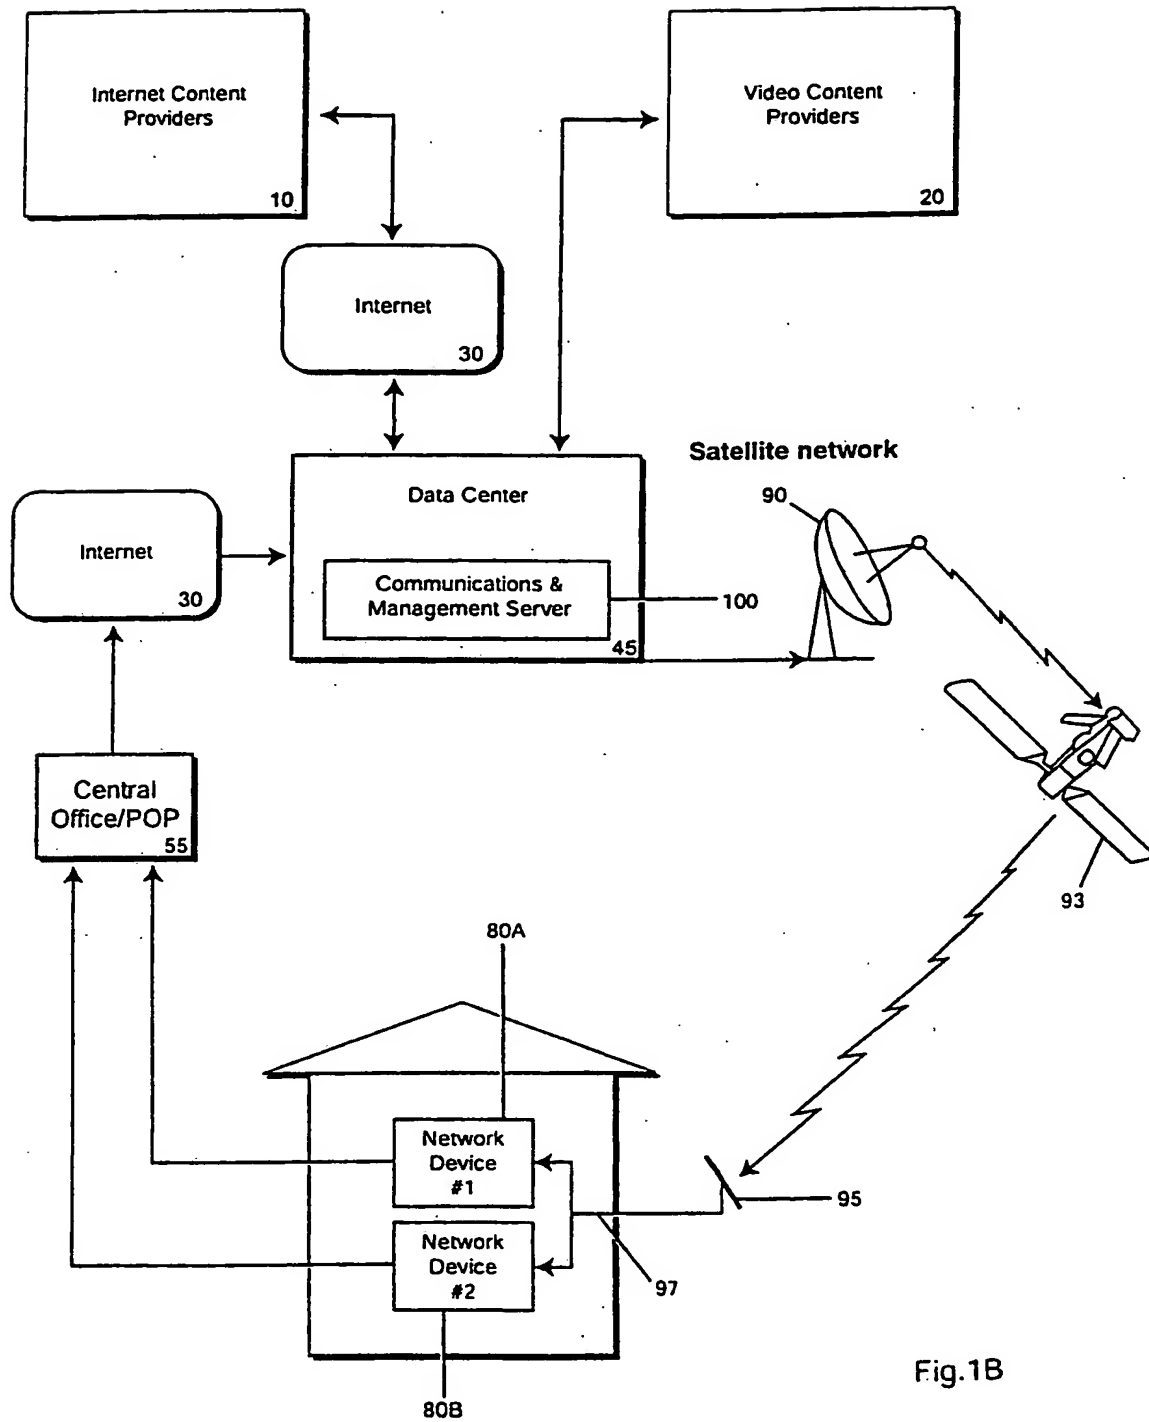 Internet Content
Providers
10
Video Content
Providers
20
Internet
30
Satellite network
90
Data Center
Communications &
Management Server
100
45
Internet
30
Central
Office/POP
55
93
80A
Network
Device
#1
95
Network
Device
#2
97
80B
Fig.1B